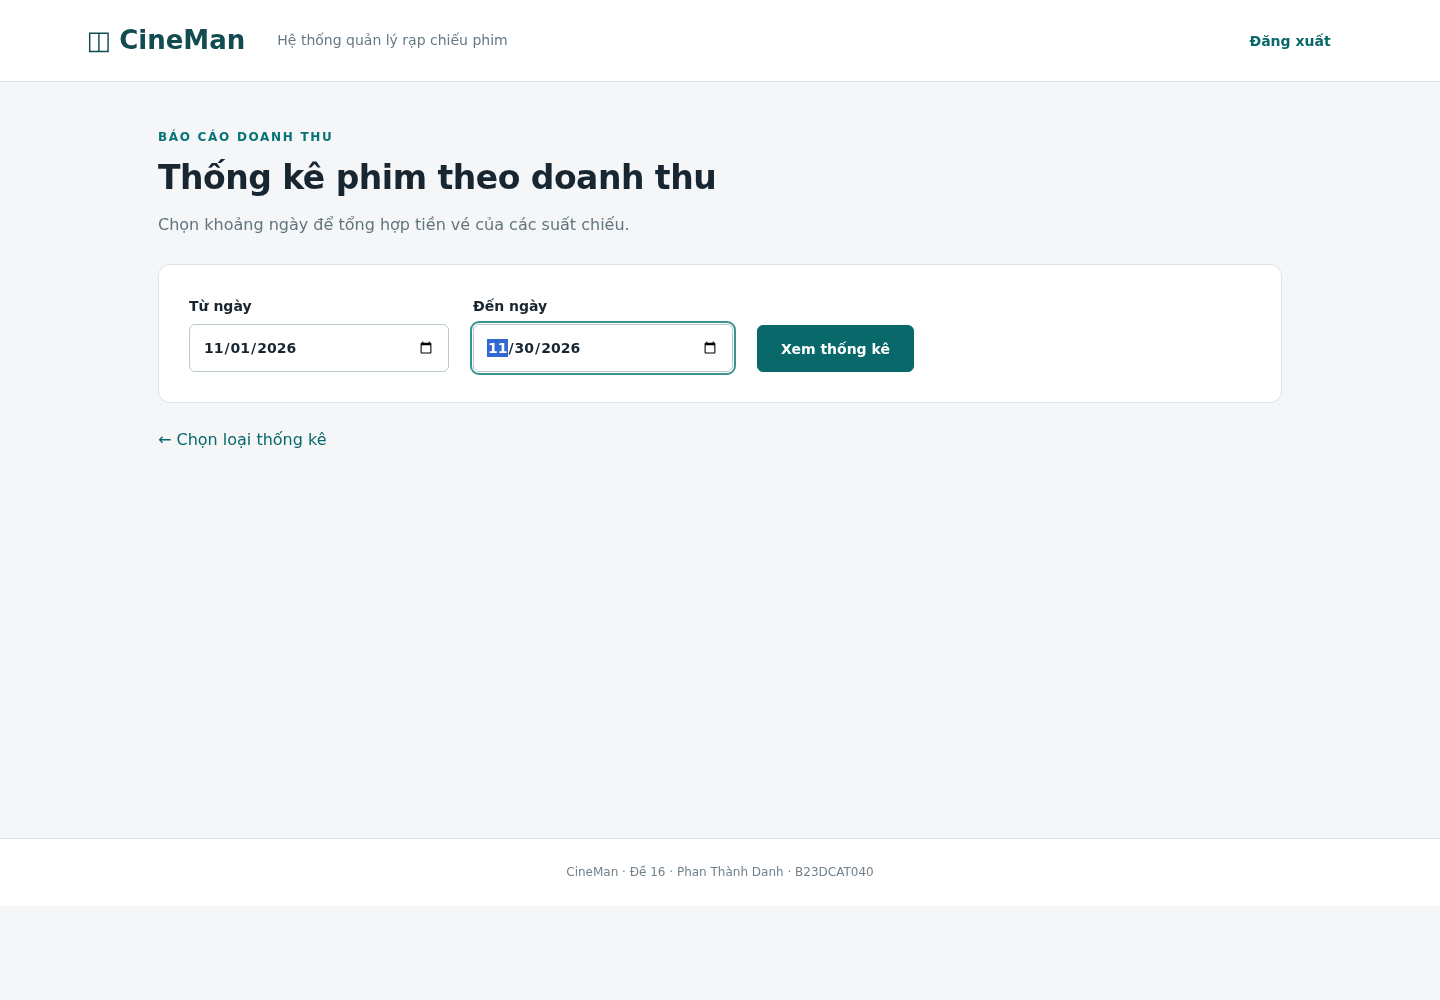 CineMan
Hệ thống quản lý rạp chiếu phim
Đăng xuất
BÁO CÁO DOANH THU
Thống kê phim theo doanh thu
Chọn khoảng ngày để tổng hợp tiền vé của các suất chiếu.
Từ ngày
Đến ngày
11/01/2026
11/30/2026
Xem thống kê
← Chọn loại thống kê
CineMan · Đề 16 · Phan Thành Danh · B23DCAT040